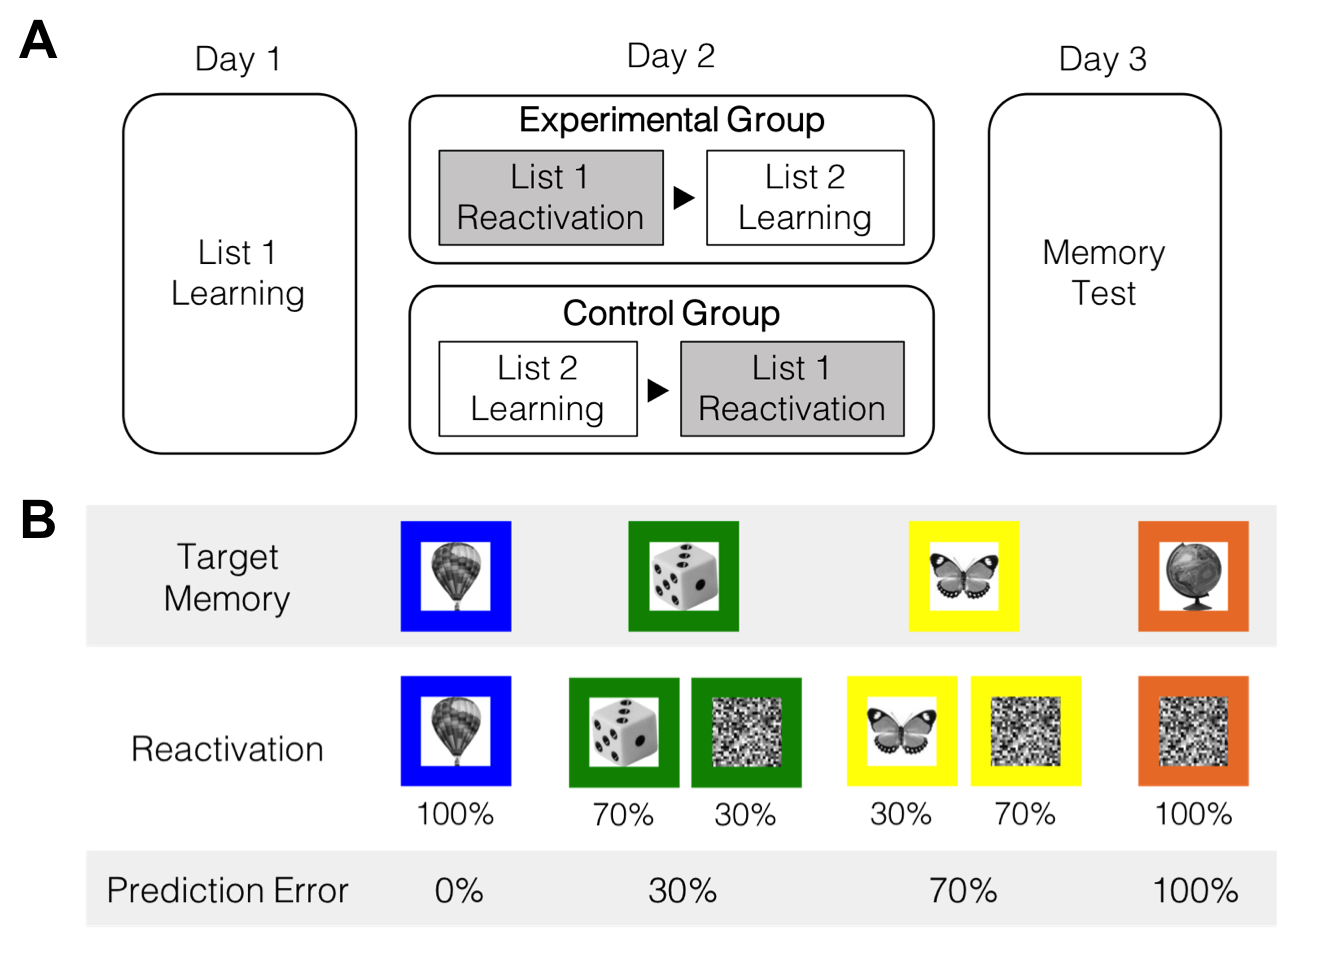 A
Day 1
Day 2
Day 3
List 1
Learning
Experimental Group
List 1
Reactivation
List 2
Learning
Control Group
List 2
Learning
List 1
Reactivation
Memory
Test
B
Target
Memory
Reactivation
100%
70%
30%
30%
70%
100%
Prediction Error
0%
30%
70%
100%